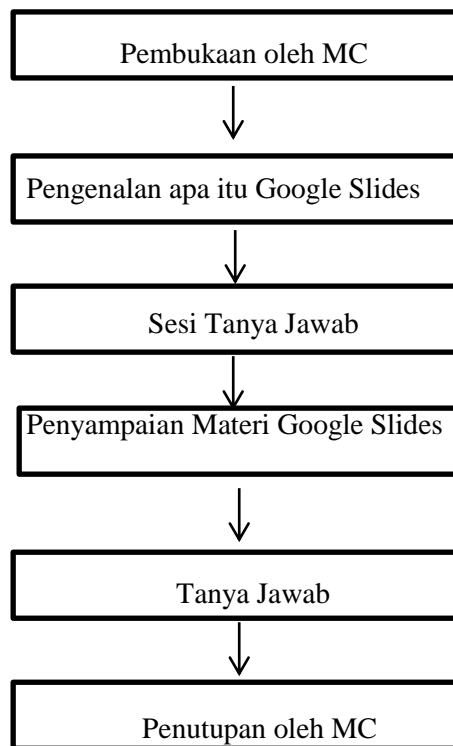 Pembukaan oleh MC
Pengenalan apa itu Google Slides
Sesi Tanya Jawab
Penyampaian Materi Google Slides
Tanya Jawab
Penutupan oleh MC